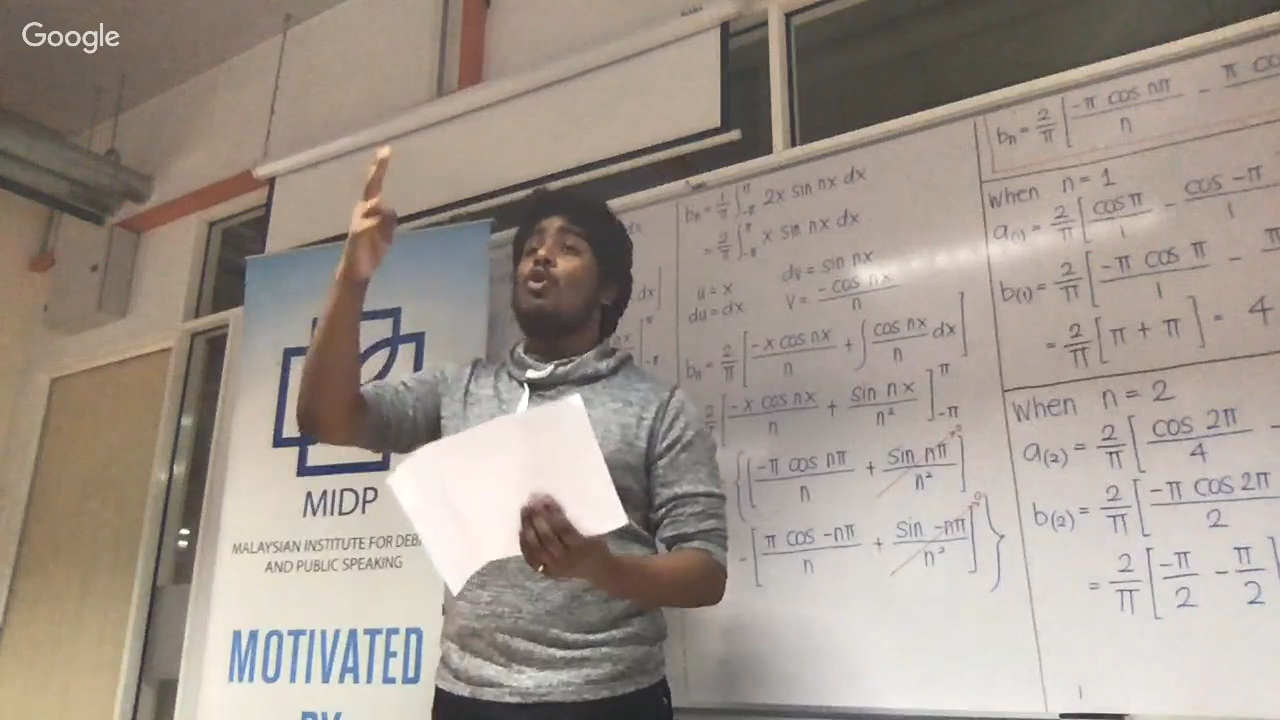 Google
MIDP
MALAYSIAN INSTITUTE FOR DEB
AND PUBLIC SPEAKING
MOTIVATED
BY
dx]
bn = 1/π ∫_{-π}^{π} 2x sin nx dx
= 2/π ∫_{-π}^{π} x sin nx dx
u = x    dv = sin nx
du = dx    v = -cos nx / n
bn = 2/π [ -x cos nx / n + ∫ cos nx / n dx ]
2/π [ -x cos nx / n + sin nx / n² ]_{-π}^{π}
{ [ -π cos nπ / n + sin nπ / n² ]
- [ π cos -nπ / n + sin -nπ / n² ] }
bn = 2/π [ -π cos nπ / n - π co
When n = 1
a(1) = 2/π [ cos π / 1 - cos -π / 1
b(1) = 2/π [ -π cos π / 1 - π
= 2/π [ π + π ] = 4
When n = 2
a(2) = 2/π [ cos 2π / 4 -
b(2) = 2/π [ -π cos 2π / 2
= 2/π [ -π / 2 - π / 2 ]